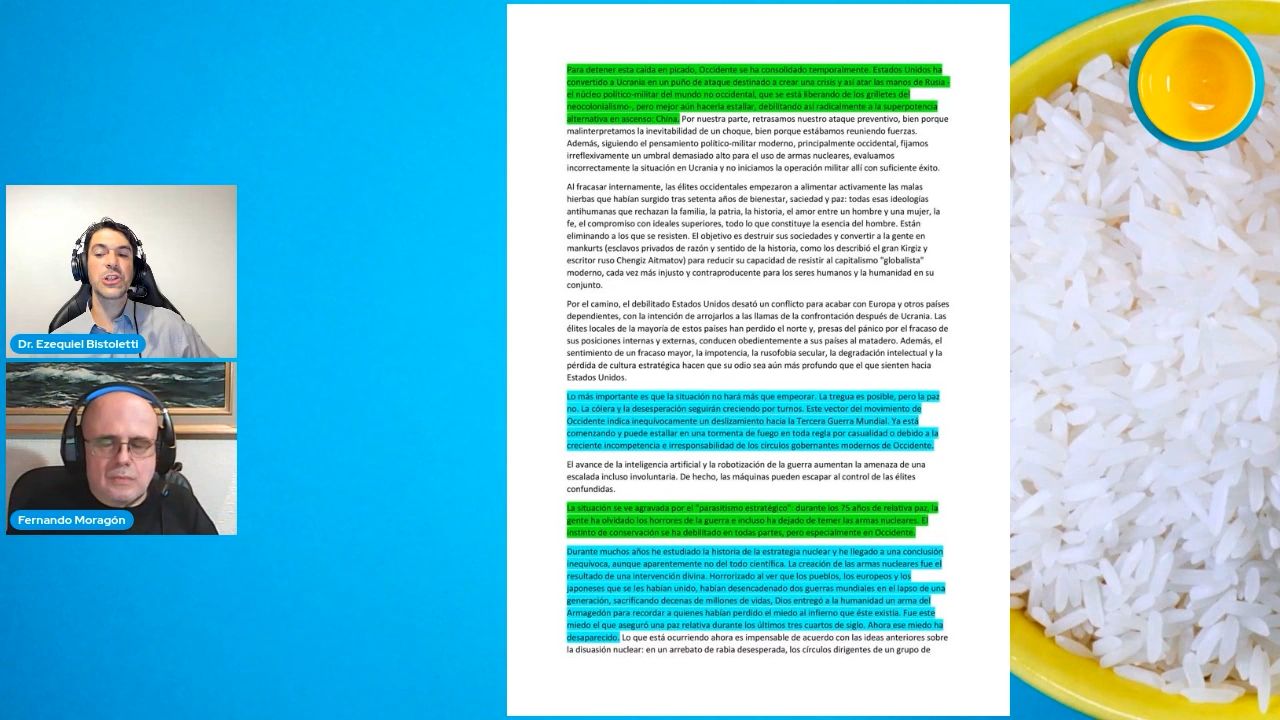 Para detener esta caída en picado, Occidente se ha consolidado temporalmente. Estados Unidos ha
convertido a Ucrania en un puño de ataque destinado a crear una crisis y así atar las manos de Rusia -
el núcleo político-militar del mundo no occidental, que se está liberando de los grilletes del
neocolonialismo-, pero mejor aún hacerla estallar, debilitando así radicalmente a la superpotencia
alternativa en ascenso: China. Por nuestra parte, retrasamos nuestro ataque preventivo, bien porque
malinterpretamos la inevitabilidad de un choque, bien porque estábamos reuniendo fuerzas.
Además, siguiendo el pensamiento político-militar moderno, principalmente occidental, fijamos
irreflexivamente un umbral demasiado alto para el uso de armas nucleares, evaluamos
incorrectamente la situación en Ucrania y no iniciamos la operación militar allí con suficiente éxito.
Al fracasar internamente, las élites occidentales empezaron a alimentar activamente las malas
hierbas que habían surgido tras setenta años de bienestar, saciedad y paz: todas esas ideologías
antihumanas que rechazan la familia, la patria, la historia, el amor entre un hombre y una mujer, la
fe, el compromiso con ideales superiores, todo lo que constituye la esencia del hombre. Están
eliminando a los que se resisten. El objetivo es destruir sus sociedades y convertir a la gente en
mankurts (esclavos privados de razón y sentido de la historia, como los describió el gran Kirgiz y
escritor ruso Chengiz Aitmatov) para reducir su capacidad de resistir al capitalismo "globalista"
moderno, cada vez más injusto y contraproducente para los seres humanos y la humanidad en su
conjunto.
Por el camino, el debilitado Estados Unidos desató un conflicto para acabar con Europa y otros países
dependientes, con la intención de arrojarlos a las llamas de la confrontación después de Ucrania. Las
élites locales de la mayoría de estos países han perdido el norte y, presas del pánico por el fracaso de
sus posiciones internas y externas, conducen obedientemente a sus países al matadero. Además, el
sentimiento de un fracaso mayor, la impotencia, la rusofobia secular, la degradación intelectual y la
pérdida de cultura estratégica hacen que su odio sea aún más profundo que el que sienten hacia
Estados Unidos.
Dr. Ezequiel Bistoletti
Lo más importante es que la situación no hará más que empeorar. La tregua es posible, pero la paz
no. La cólera y la desesperación seguirán creciendo por turnos. Este vector del movimiento de
Occidente indica inequívocamente un deslizamiento hacia la Tercera Guerra Mundial. Ya está
comenzando y puede estallar en una tormenta de fuego en toda regla por casualidad o debido a la
creciente incompetencia e irresponsabilidad de los círculos gobernantes modernos de Occidente.
El avance de la inteligencia artificial y la robotización de la guerra aumentan la amenaza de una
escalada incluso involuntaria. De hecho, las máquinas pueden escapar al control de las élites
confundidas.
La situación se ve agravada por el "parasitismo estratégico": durante los 75 años de relativa paz, la
gente ha olvidado los horrores de la guerra e incluso ha dejado de temer las armas nucleares. El
instinto de conservación se ha debilitado en todas partes, pero especialmente en Occidente.
Fernando Moragón
Durante muchos años he estudiado la historia de la estrategia nuclear y he llegado a una conclusión
inequívoca, aunque aparentemente no del todo científica. La creación de las armas nucleares fue el
resultado de una intervención divina. Horrorizado al ver que los pueblos, los europeos y los
japoneses que se les habían unido, habían desencadenado dos guerras mundiales en el lapso de una
generación, sacrificando decenas de millones de vidas, Dios entregó a la humanidad un arma del
Armagedón para recordar a quienes habían perdido el miedo al infierno que éste existía. Fue este
miedo el que aseguró una paz relativa durante los últimos tres cuartos de siglo. Ahora ese miedo ha
desaparecido. Lo que está ocurriendo ahora es impensable de acuerdo con las ideas anteriores sobre
la disuasión nuclear: en un arrebato de rabia desesperada, los círculos dirigentes de un grupo de